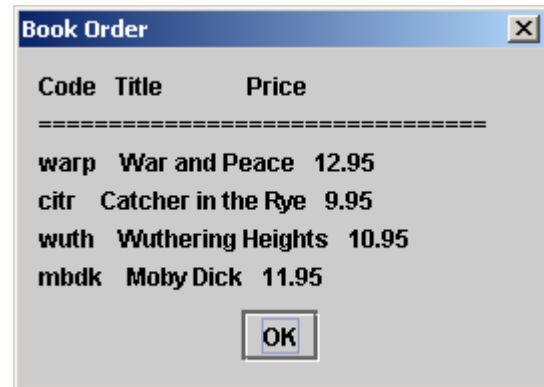 Book Order
Code Title Price
================================
warp War and Peace 12.95
citr Catcher in the Rye 9.95
wuth Wuthering Heights 10.95
mbdk Moby Dick 11.95
OK